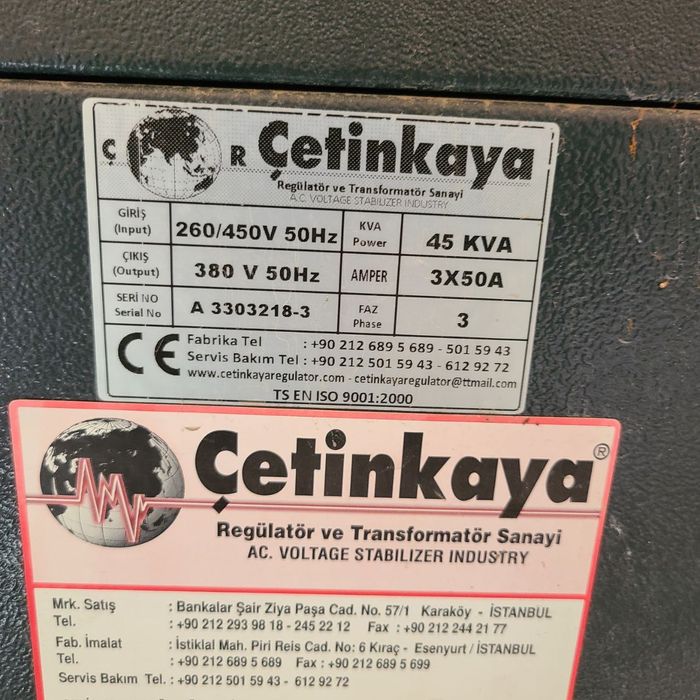 Ç R Çetinkaya
Regülatör ve Transformatör Sanayi
A.C. VOLTAGE STABILIZER INDUSTRY
GİRİŞ (Input) 260/450V 50Hz KVA Power 45 KVA
ÇIKIŞ (Output) 380 V 50Hz AMPER 3X50A
SERİ NO Serial No A 3303218-3 FAZ Phase 3
CE Fabrika Tel : +90 212 689 5 689 - 501 59 43
Servis Bakım Tel : +90 212 501 59 43 - 612 92 72
www.cetinkayaregulator.com - cetinkayaregulator@ttmail.com
TS EN ISO 9001:2000
Çetinkaya ®
Regülatör ve Transformatör Sanayi
AC. VOLTAGE STABILIZER INDUSTRY
Mrk. Satış : Bankalar Şair Ziya Paşa Cad. No. 57/1 Karaköy - İSTANBUL
Tel. : +90 212 293 98 18 - 245 22 12 Fax : +90 212 244 21 77
Fab. İmalat : İstiklal Mah. Piri Reis Cad. No: 6 Kıraç - Esenyurt / İSTANBUL
Tel. : +90 212 689 5 689 Fax : +90 212 689 5 699
Servis Bakım Tel. : +90 212 501 59 43 - 612 92 72